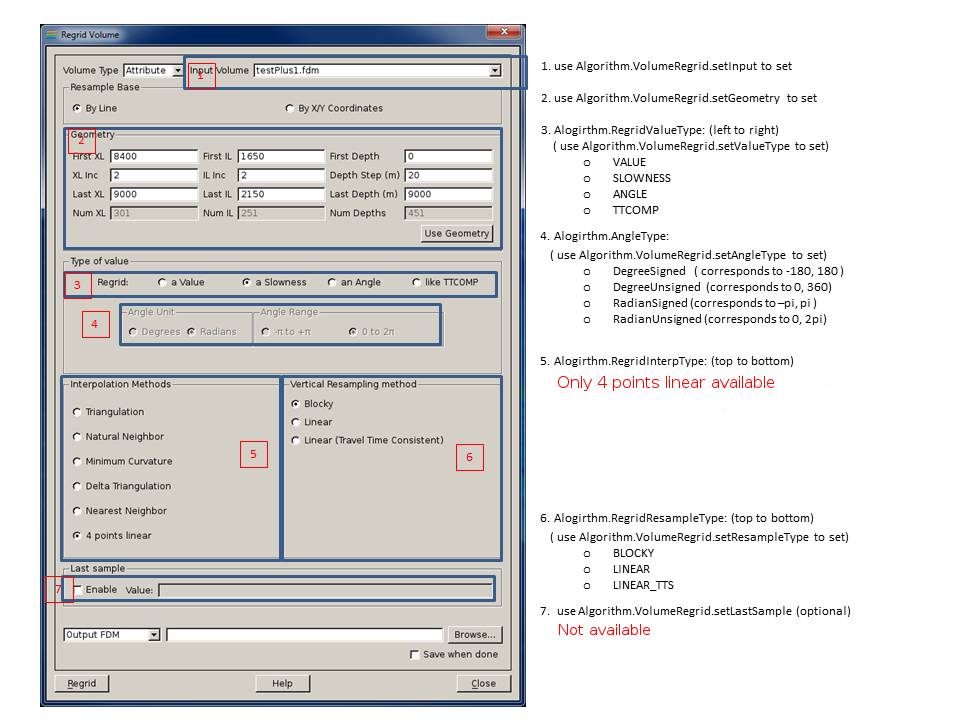 Regrid Volume
Volume Type Attribute Input Volume testPlus1.fdm
1
Resample Base
By Line By X/Y Coordinates
Geometry
2
First XL 8400 First IL 1650 First Depth 0
XL Inc 2 IL Inc 2 Depth Step (m) 20
Last XL 9000 Last IL 2150 Last Depth (m) 9000
Num XL 301 Num IL 251 Num Depths 451
Use Geometry
Type of value
3 Regrid: a Value a Slowness an Angle like TTCOMP
4
Angle Unit Angle Range
Degrees Radians -π to +π 0 to 2π
Interpolation Methods
Triangulation
Natural Neighbor
Minimum Curvature
Delta Triangulation
Nearest Neighbor
4 points linear
5
Vertical Resampling method
Blocky
Linear
Linear (Travel Time Consistent)
6
Last sample
7 Enable Value:
Output FDM Browse...
Save when done
Regrid Help Close
1. use Algorithm.VolumeRegrid.setInput to set
2. use Algorithm.VolumeRegrid.setGeometry to set
3. Alogirthm.RegridValueType: (left to right)
( use Algorithm.VolumeRegrid.setValueType to set)
o VALUE
o SLOWNESS
o ANGLE
o TTCOMP
4. Alogirthm.AngleType:
( use Algorithm.VolumeRegrid.setAngleType to set)
o DegreeSigned ( corresponds to -180, 180 )
o DegreeUnsigned (corresponds to 0, 360)
o RadianSigned (corresponds to –pi, pi )
o RadianUnsigned (corresponds to 0, 2pi)
5. Alogirthm.RegridInterpType: (top to bottom)
Only 4 points linear available
6. Alogirthm.RegridResampleType: (top to bottom)
( use Algorithm.VolumeRegrid.setResampleType to set)
o BLOCKY
o LINEAR
o LINEAR_TTS
7. use Algorithm.VolumeRegrid.setLastSample (optional)
Not available